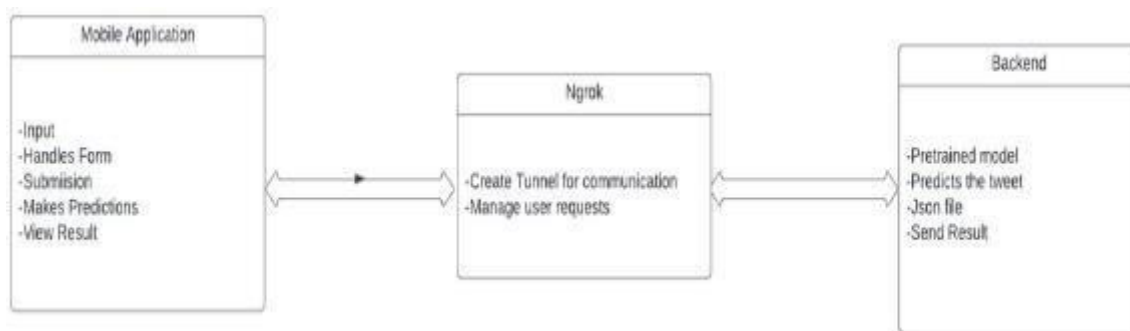 Mobile Application
-Input
-Handles Form
-Submiision
-Makes Predictions
-View Result
Ngrok
-Create Tunnel for communication
-Manage user requests
Backend
-Pretrained model
-Predicts the tweet
-Json file
-Send Result